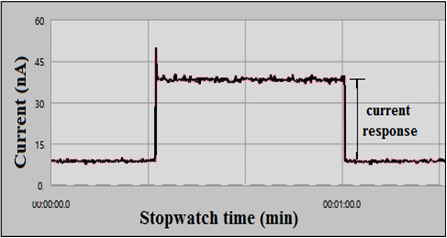 Current (nA)
60.
45.
30.
15.
0.
current
response
00:00:00.0
00:01:00.0
Stopwatch time (min)